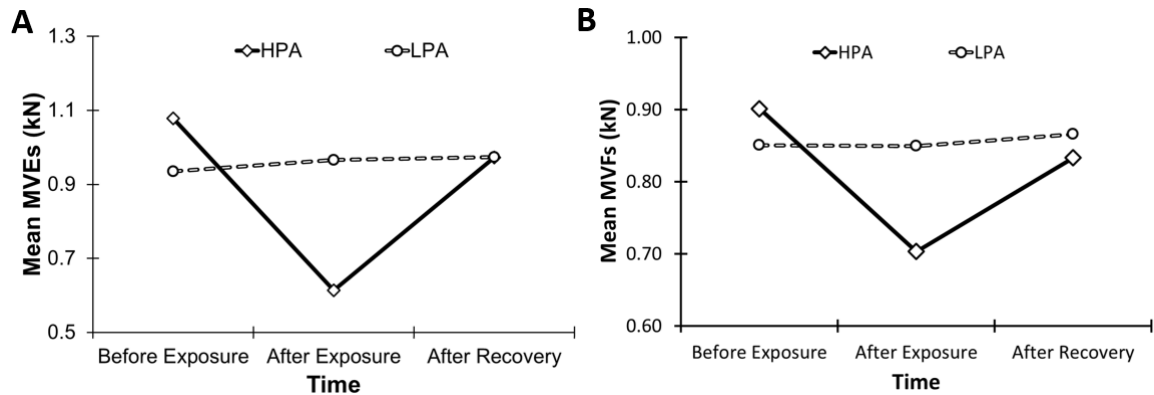 A
Mean MVEs (kN)
1.3
1.1
0.9
0.7
0.5
HPA
LPA
Before Exposure
After Exposure
After Recovery
Time
B
Mean MVFs (kN)
1.00
0.90
0.80
0.70
0.60
HPA
LPA
Before Exposure
After Exposure
After Recovery
Time